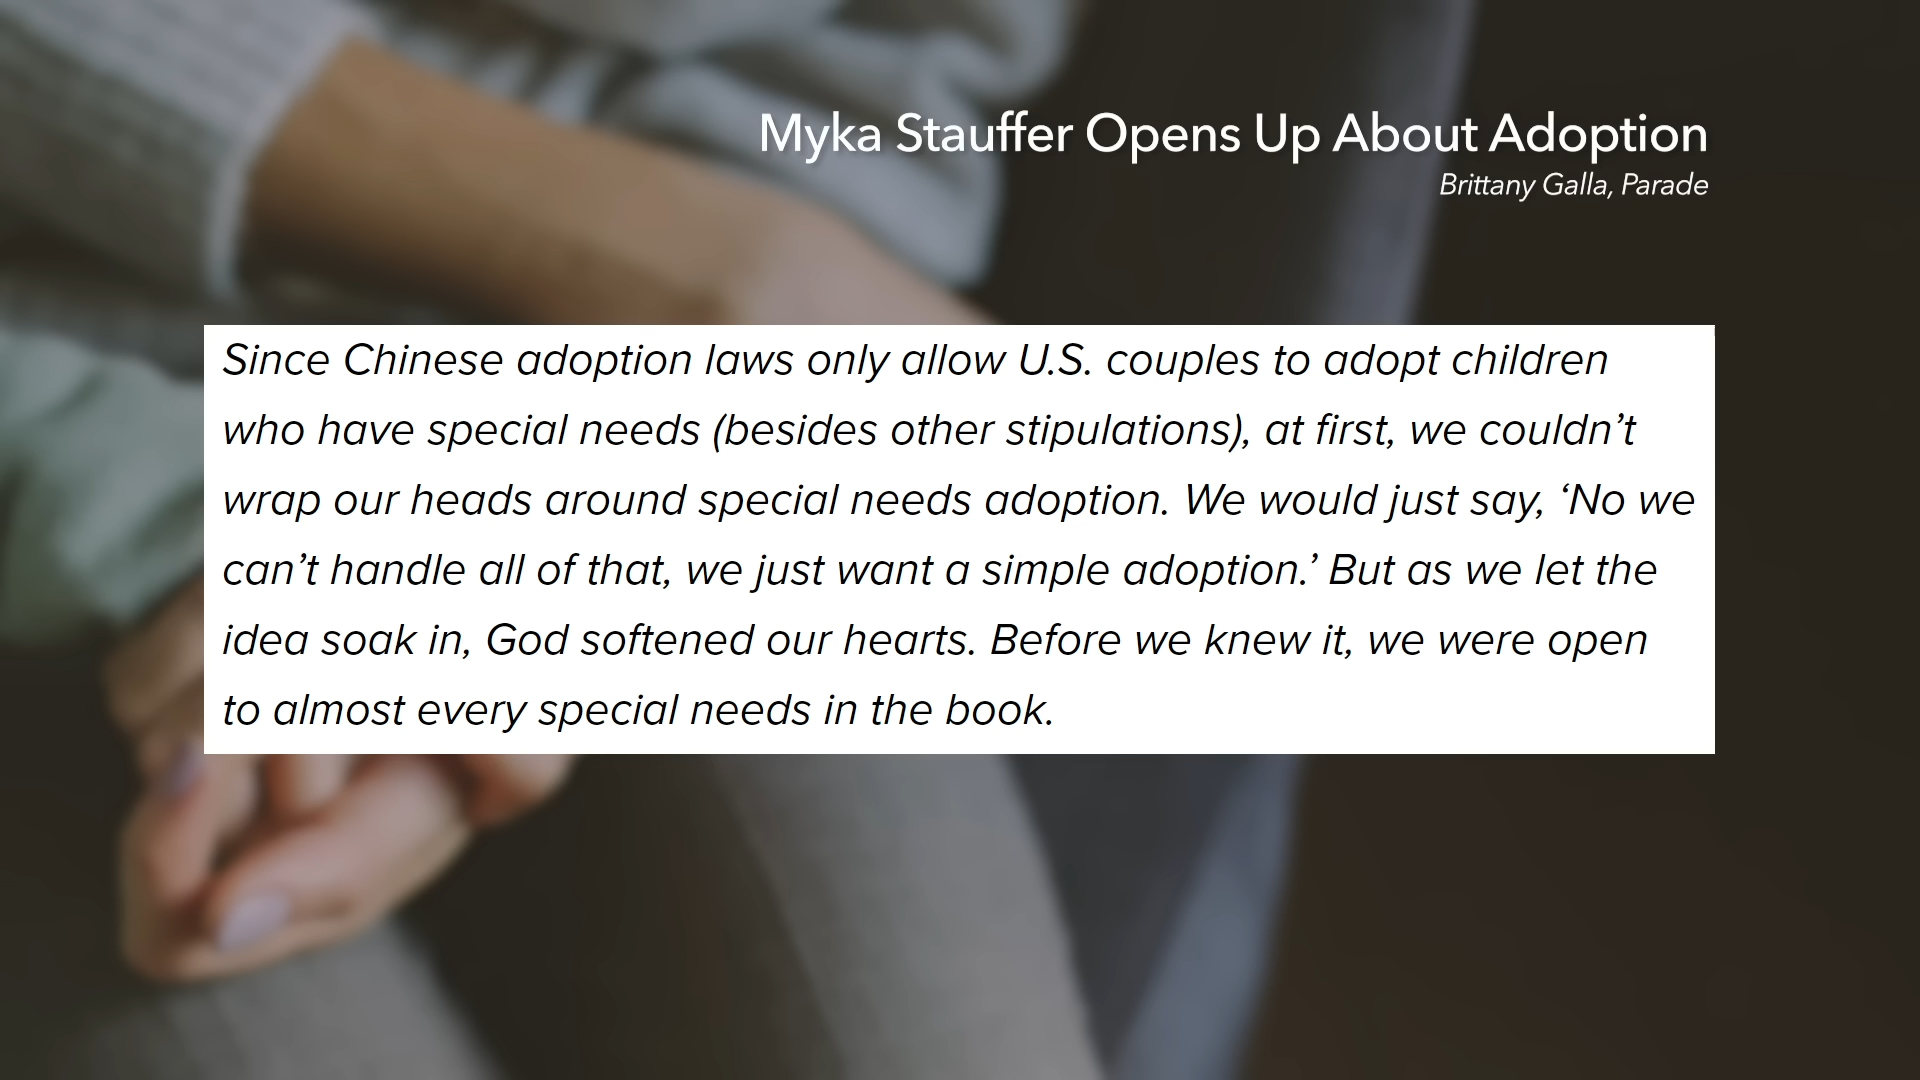 Myka Stauffer Opens Up About Adoption
Brittany Galla, Parade
Since Chinese adoption laws only allow U.S. couples to adopt children
who have special needs (besides other stipulations), at first, we couldn’t
wrap our heads around special needs adoption. We would just say, ‘No we
can’t handle all of that, we just want a simple adoption.’ But as we let the
idea soak in, God softened our hearts. Before we knew it, we were open
to almost every special needs in the book.